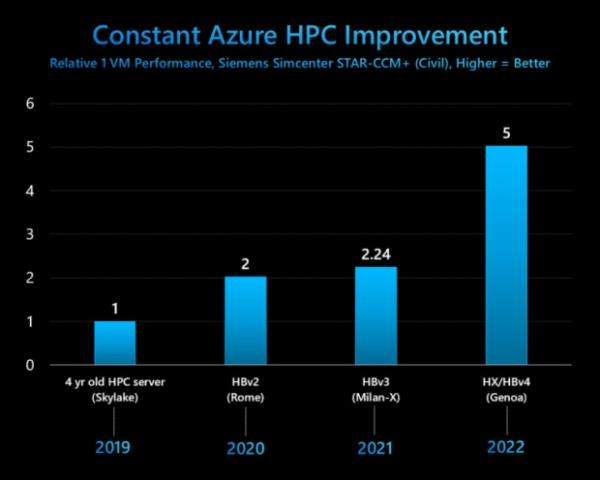 Constant Azure HPC Improvement
Relative 1 VM Performance, Siemens Simcenter STAR-CCM+ (Civil), Higher = Better
6
5
4
3
2
1
0
1
2
2.24
5
4 yr old HPC server
(Skylake)
HBv2
(Rome)
HBv3
(Milan-X)
HX/HBv4
(Genoa)
2019
2020
2021
2022